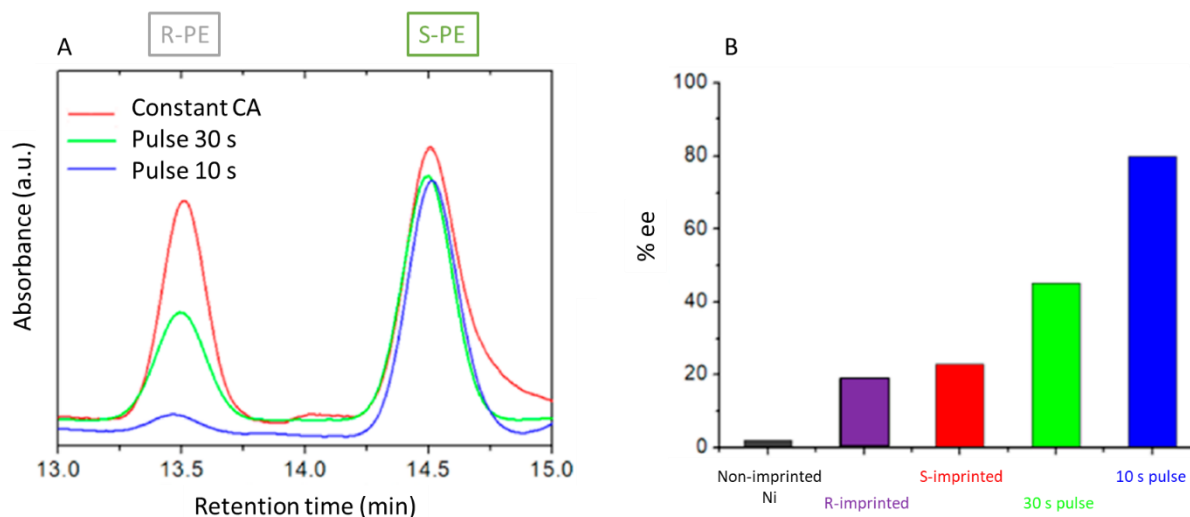 R-PE
S-PE
A
Constant CA
Pulse 30 s
Pulse 10 s
Absorbance (a.u.)
13.0 13.5 14.0 14.5 15.0
Retention time (min)
B
% ee
100
80
60
40
20
0
Non-imprinted
Ni
R-imprinted
S-imprinted
30 s pulse
10 s pulse